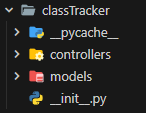 classTracker
__pycache__
controllers
models
__init__.py